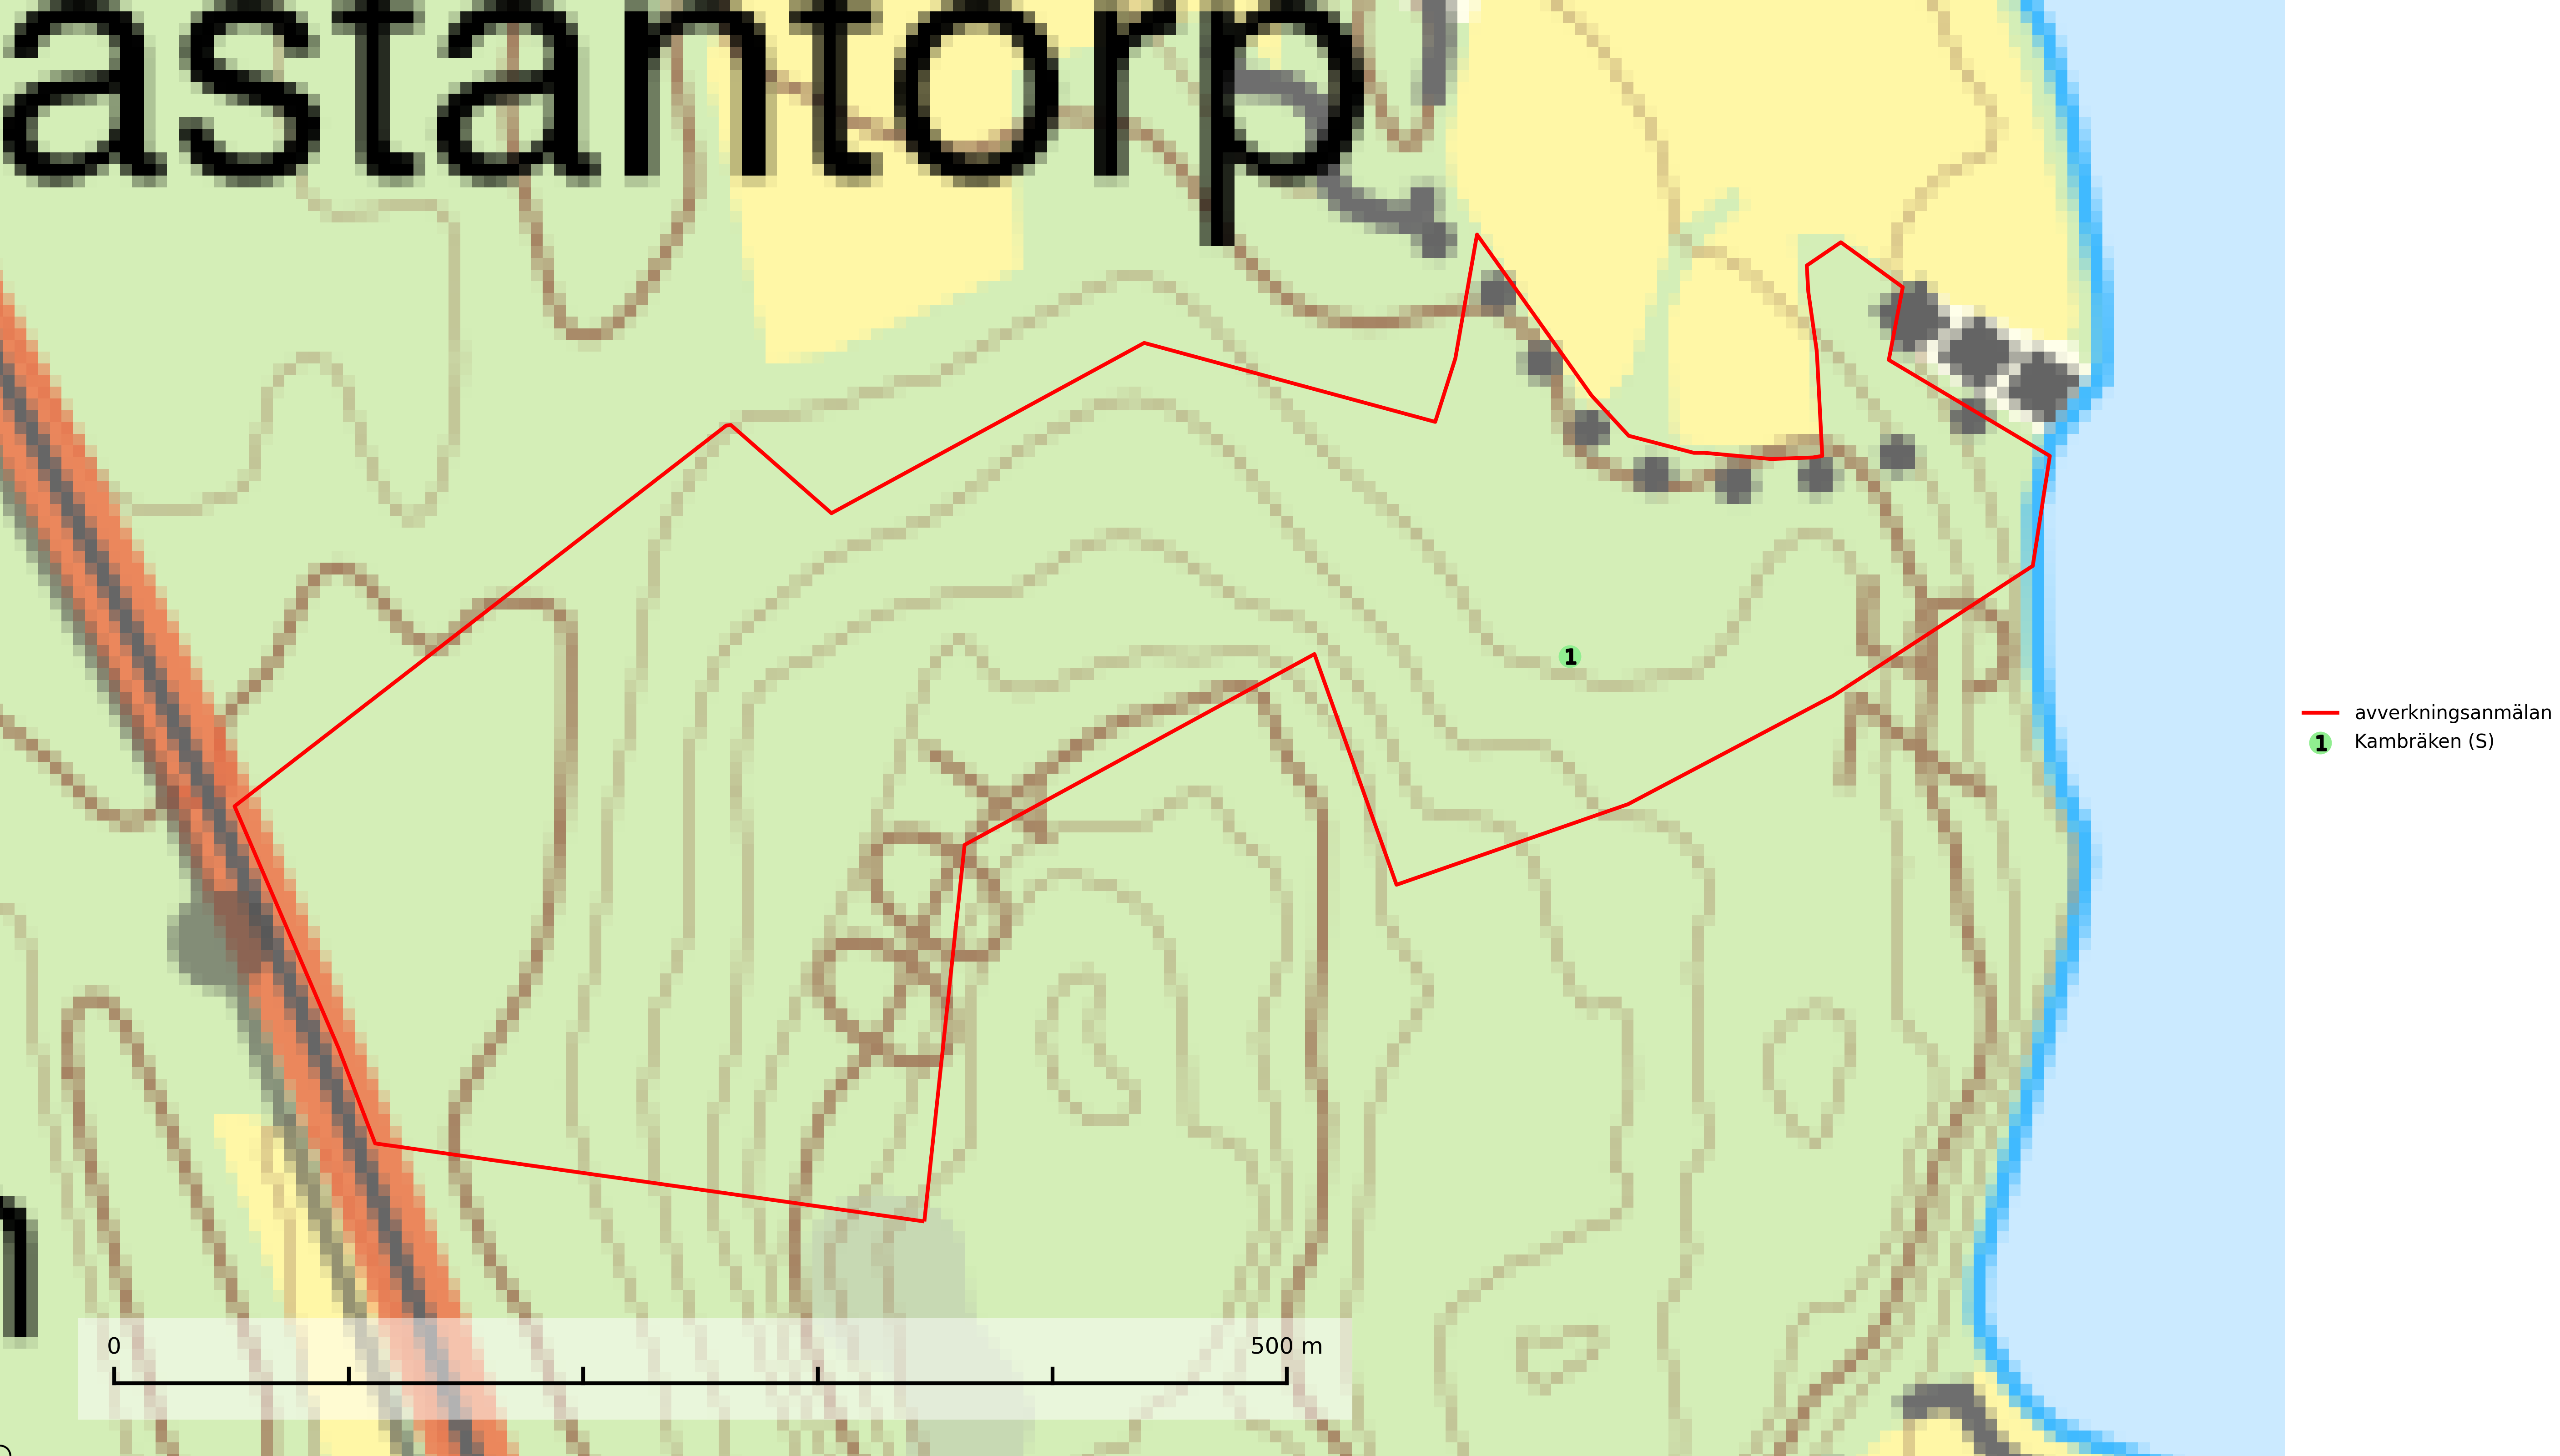 astantorp
1
avverkningsanmälan
1 Kambräken (S)
n
0 500 m